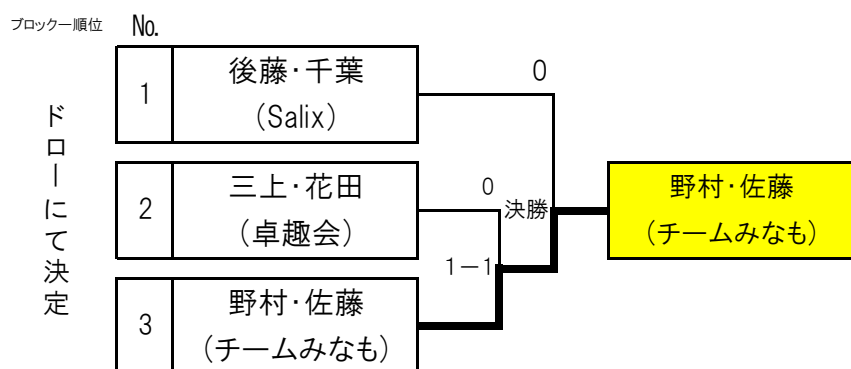 ブロック一順位 No.
1 後藤・千葉
(Salix)
0
ドローにて決定
2 三上・花田
(卓趣会)
0
決勝
1-1
野村・佐藤
(チームみなも)
3 野村・佐藤
(チームみなも)